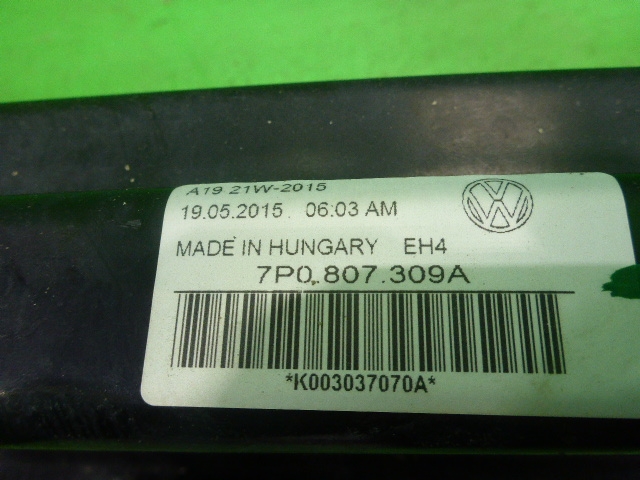 A19 21W-2015
19.05.2015 06:03 AM
MADE IN HUNGARY EH4
7P0.807.309A
*K003037070A*